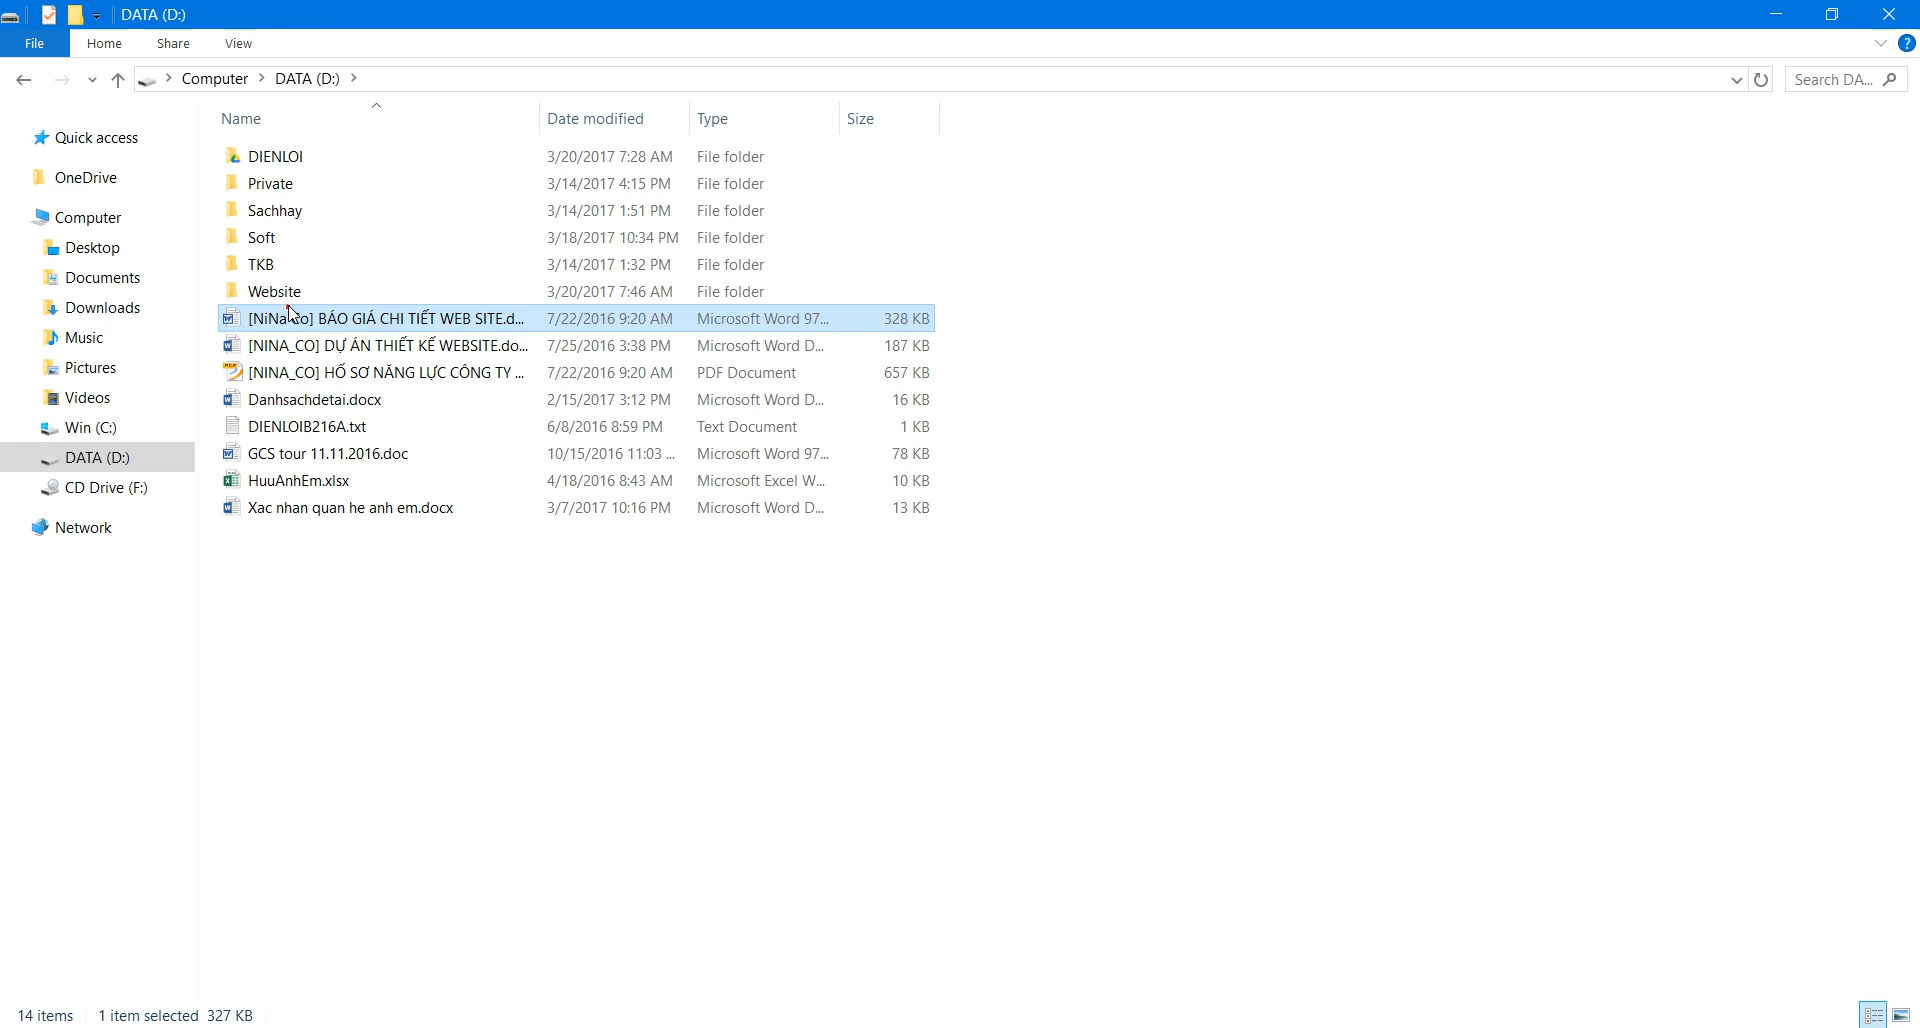 DATA (D:)
File Home Share View
Computer > DATA (D:) >
Search DA...
Name Date modified Type Size
Quick access
OneDrive
Computer
Desktop
Documents
Downloads
Music
Pictures
Videos
Win (C:)
DATA (D:)
CD Drive (F:)
Network
DIENLOI 3/20/2017 7:28 AM File folder
Private 3/14/2017 4:15 PM File folder
Sachhay 3/14/2017 1:51 PM File folder
Soft 3/18/2017 10:34 PM File folder
TKB 3/14/2017 1:32 PM File folder
Website 3/20/2017 7:46 AM File folder
BÁO GIÁ CHI TIẾT WEB SITE.d... 7/22/2016 9:20 AM Microsoft Word 97... 328 KB
[NINA_CO] DỰ ÁN THIẾT KẾ WEBSITE.do... 7/25/2016 3:38 PM Microsoft Word D... 187 KB
[NINA_CO] HỒ SƠ NĂNG LỰC CÔNG TY ... 7/22/2016 9:20 AM PDF Document 657 KB
Danhsachdetai.docx 2/15/2017 3:12 PM Microsoft Word D... 16 KB
DIENLOIB216A.txt 6/8/2016 8:59 PM Text Document 1 KB
GCS tour 11.11.2016.doc 10/15/2016 11:03 ... Microsoft Word 97... 78 KB
HuuAnhEm.xlsx 4/18/2016 8:43 AM Microsoft Excel W... 10 KB
Xac nhan quan he anh em.docx 3/7/2017 10:16 PM Microsoft Word D... 13 KB
14 items 1 item selected 327 KB